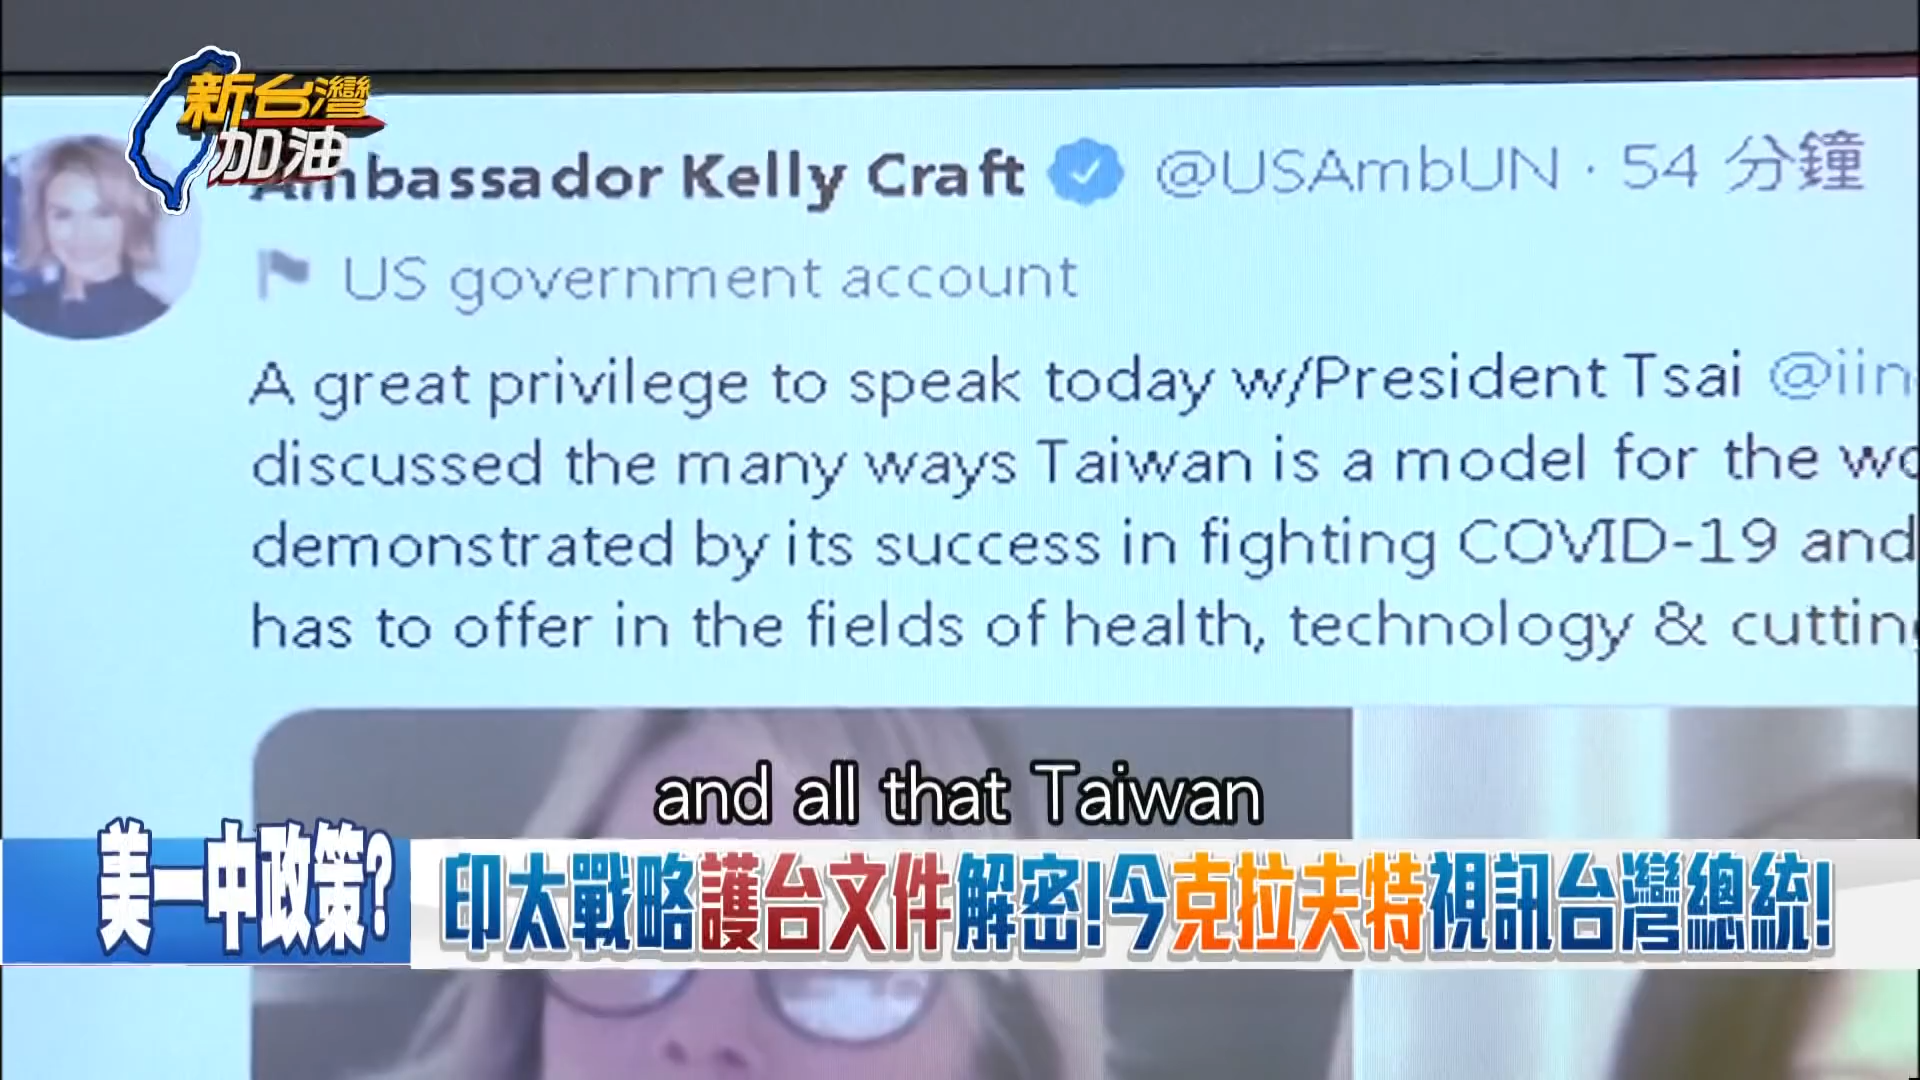 新台灣
加油
Ambassador Kelly Craft @USAmbUN · 54 分鐘
US government account
A great privilege to speak today w/President Tsai @iin
discussed the many ways Taiwan is a model for the
demonstrated by its success in fighting COVID-19 and
has to offer in the fields of health, technology & cutting
and all that Taiwan
美一中政策?
印太戰略護台文件解密!今克拉夫特視訊台灣總統!